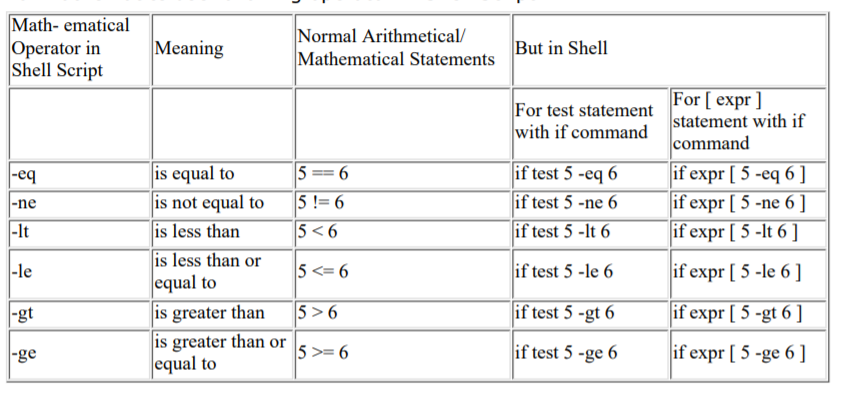 Math- ematical
Operator in
Shell Script
Meaning
Normal Arithmetical/
Mathematical Statements
But in Shell
For test statement
with if command
For [ expr ]
statement with if
command
-eq
is equal to
5 == 6
if test 5 -eq 6
if expr [ 5 -eq 6 ]
-ne
is not equal to
5 != 6
if test 5 -ne 6
if expr [ 5 -ne 6 ]
-lt
is less than
5 < 6
if test 5 -lt 6
if expr [ 5 -lt 6 ]
-le
is less than or
equal to
5 <= 6
if test 5 -le 6
if expr [ 5 -le 6 ]
-gt
is greater than
5 > 6
if test 5 -gt 6
if expr [ 5 -gt 6 ]
-ge
is greater than or
equal to
5 >= 6
if test 5 -ge 6
if expr [ 5 -ge 6 ]